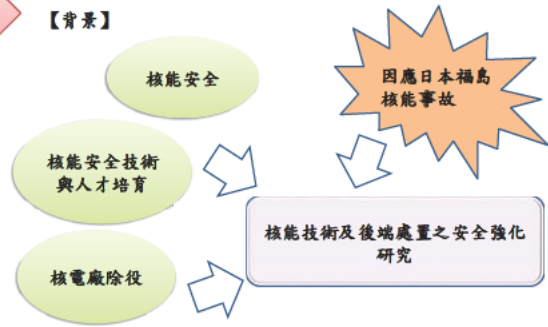 【背景】
核能安全
因應日本福島
核能事故
核能安全技術
與人才培育
核能技術及後端處置之安全強化
研究
核電廠除役